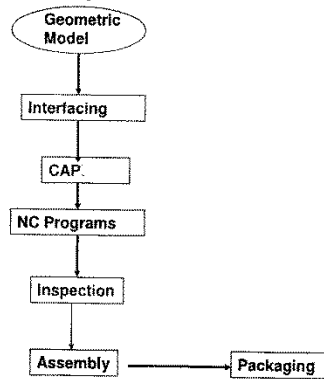 Geometric
Model
Interfacing
CAP.
NC Programs
Inspection
Assembly
Packaging